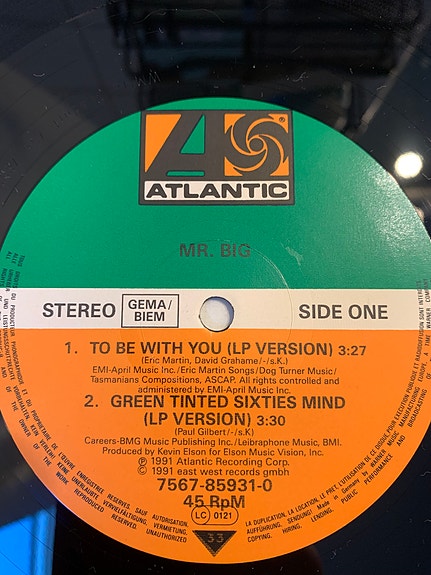 ATLANTIC
MR. BIG
STEREO
GEMA/
BIEM
SIDE ONE
1. TO BE WITH YOU (LP VERSION) 3:27
(Eric Martin, David Grahame/-/s.K.)
EMI-April Music Inc./Eric Martin Songs/Dog Turner Music/
Tasmanians Compositions, ASCAP. All rights controlled and
administered by EMI-April Music Inc.
2. GREEN TINTED SIXTIES MIND
(LP VERSION) 3:30
(Paul Gilbert/-/s.K)
Careers-BMG Music Publishing Inc./Leibraphone Music, BMI.
Produced by Kevin Elson for Elson Music Vision, Inc.
Ⓟ 1991 Atlantic Recording Corp.
© 1991 east west records gmbh
7567-85931-0
45 RpM
LC 0121
33